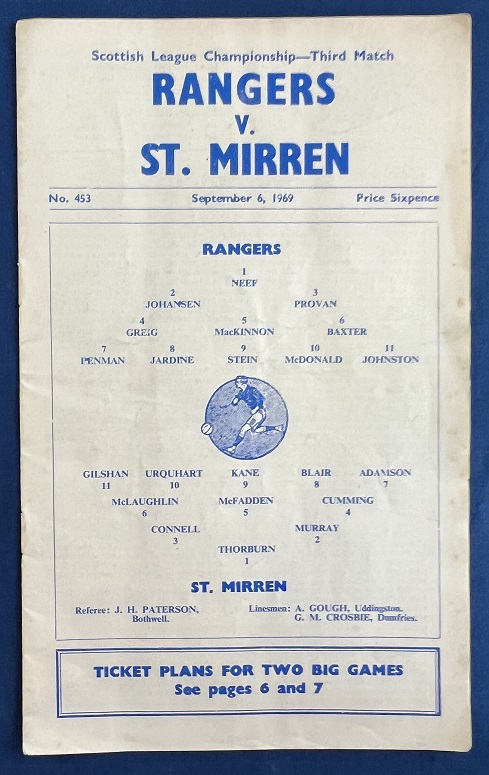 Scottish League Championship—Third Match
RANGERS
V.
ST. MIRREN
No. 453 September 6, 1969 Price Sixpence
RANGERS
1
NEEF
2 3
JOHANSEN PROVAN
4 5 6
GREIG MacKINNON BAXTER
7 8 9 10 11
PENMAN JARDINE STEIN McDONALD JOHNSTON
GILSHAN URQUHART KANE BLAIR ADAMSON
11 10 9 8 7
McLAUGHLIN McFADDEN CUMMING
6 5 4
CONNELL MURRAY
3 2
THORBURN
1
ST. MIRREN
Referee: J. H. PATERSON, Linesmen: A. GOUGH, Uddingston.
Bothwell. G. M. CROSBIE, Dumfries.
TICKET PLANS FOR TWO BIG GAMES
See pages 6 and 7